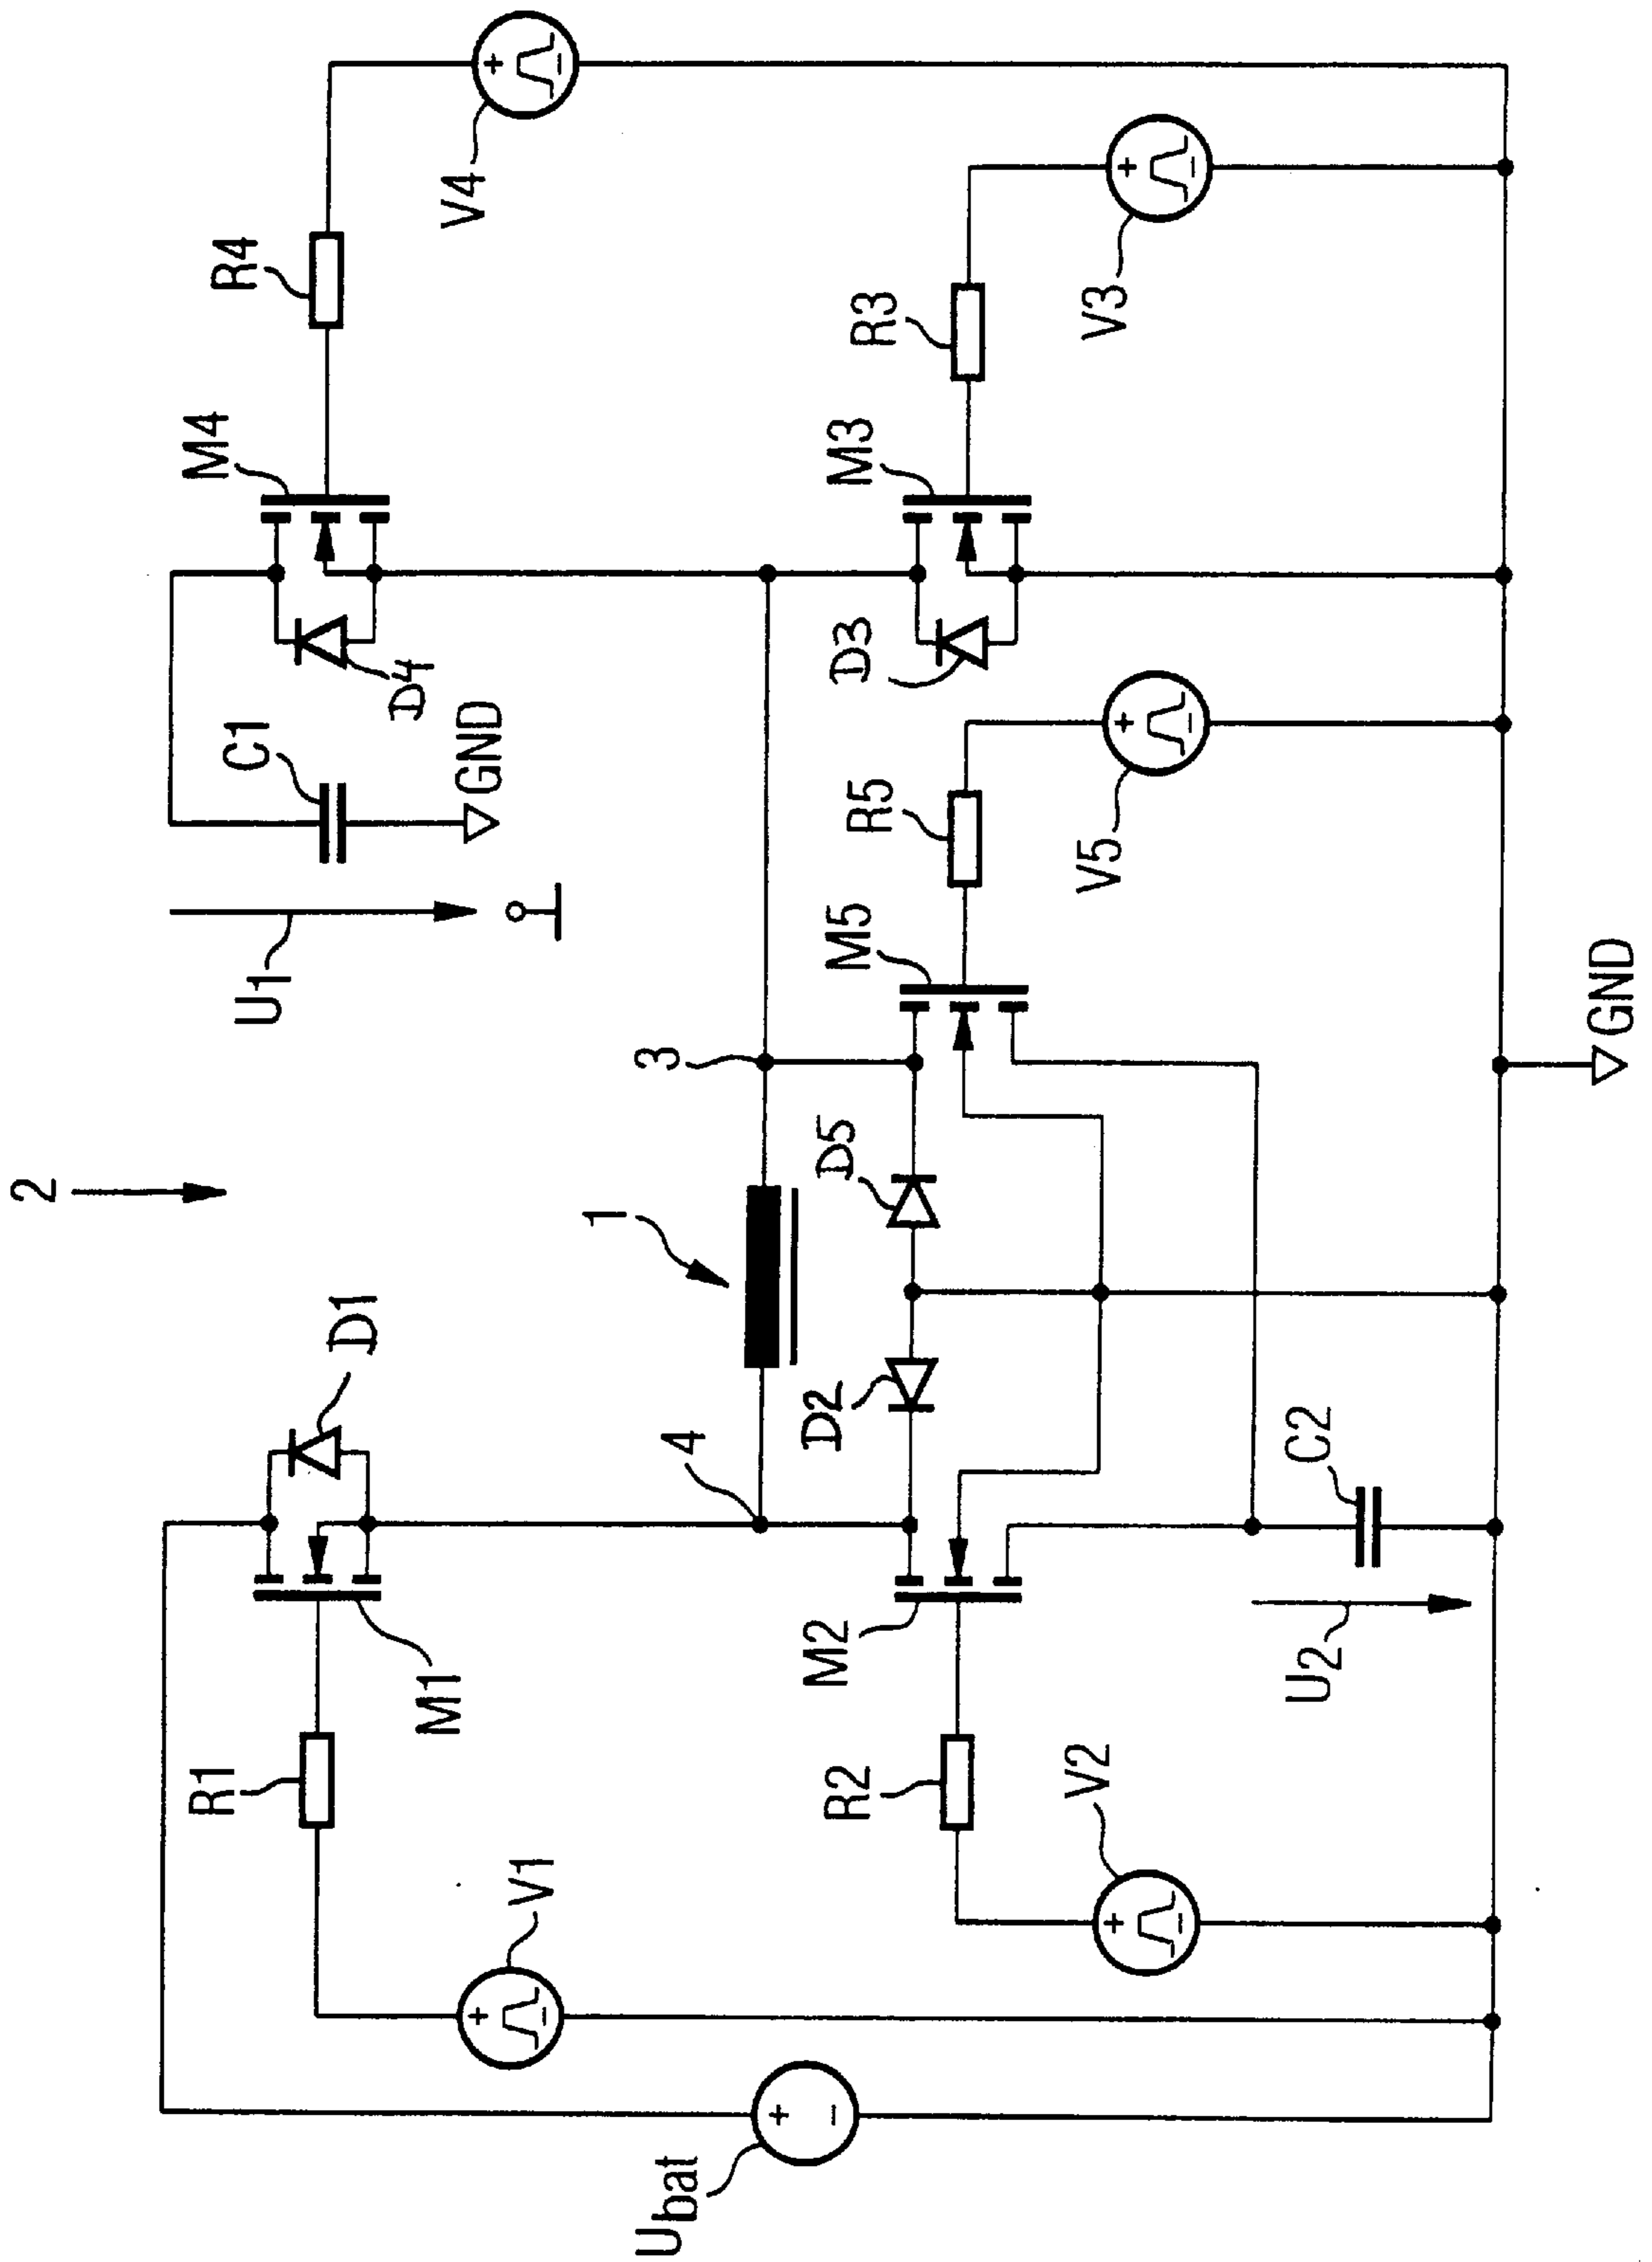 2
U1
C1
GND
D4
M4
R4
V4
D1
M1
R1
V1
Ubat
1
3
4
D5
D2
M5
R5
V5
D3
M3
R3
V3
M2
R2
V2
C2
U2
GND
+
−
+
−
+
−
+
−
+
−
+
−